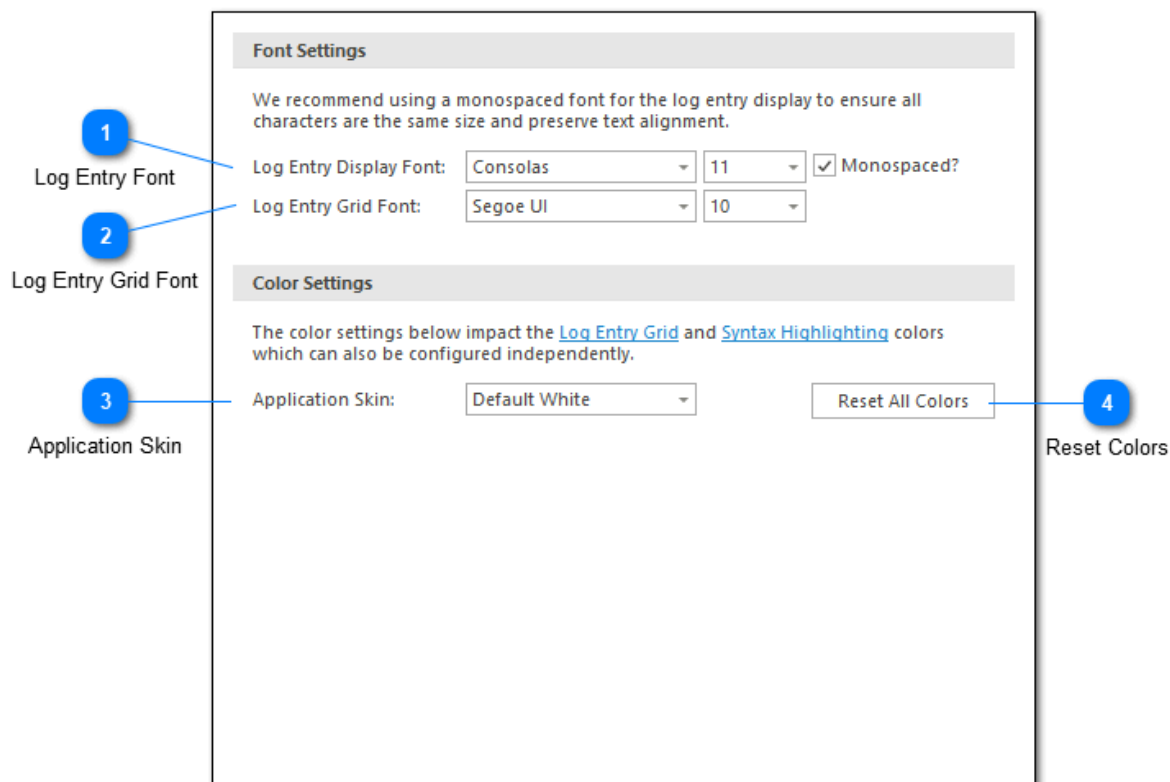 Font Settings
We recommend using a monospaced font for the log entry display to ensure all
characters are the same size and preserve text alignment.
1
Log Entry Font
Log Entry Display Font: Consolas 11 Monospaced?
Log Entry Grid Font: Segoe UI 10
2
Log Entry Grid Font
Color Settings
The color settings below impact the Log Entry Grid and Syntax Highlighting colors
which can also be configured independently.
3
Application Skin
Application Skin: Default White Reset All Colors
4
Reset Colors